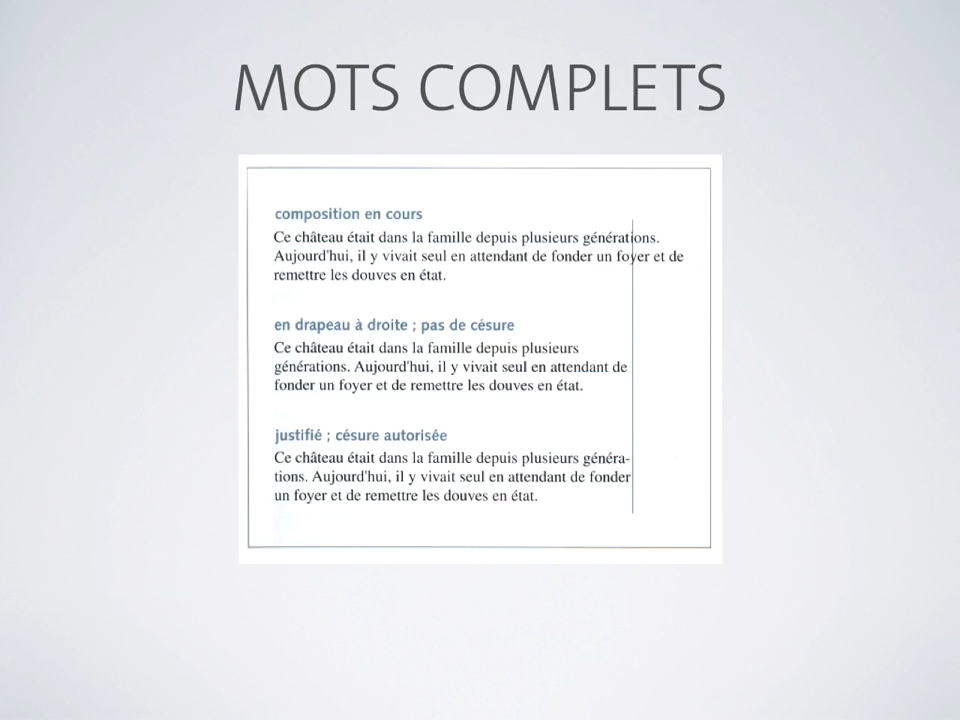 MOTS COMPLETS
composition en cours
Ce château était dans la famille depuis plusieurs générations.
Aujourd'hui, il y vivait seul en attendant de fonder un foyer et de
remettre les douves en état.
en drapeau à droite ; pas de césure
Ce château était dans la famille depuis plusieurs
générations. Aujourd'hui, il y vivait seul en attendant de
fonder un foyer et de remettre les douves en état.
justifié ; césure autorisée
Ce château était dans la famille depuis plusieurs généra-
tions. Aujourd'hui, il y vivait seul en attendant de fonder
un foyer et de remettre les douves en état.